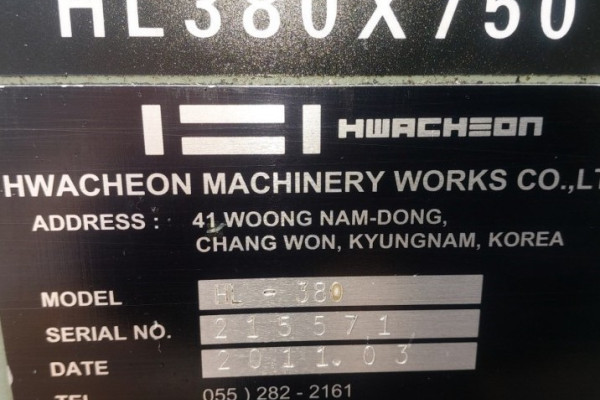 HL380X750
HWACHEON
HWACHEON MACHINERY WORKS CO.,LT
ADDRESS : 41 WOONG NAM-DONG,
CHANG WON, KYUNGNAM, KOREA
MODEL HL - 380
SERIAL NO. 215571
DATE 2011.03
TEL 055 ) 282 - 2161